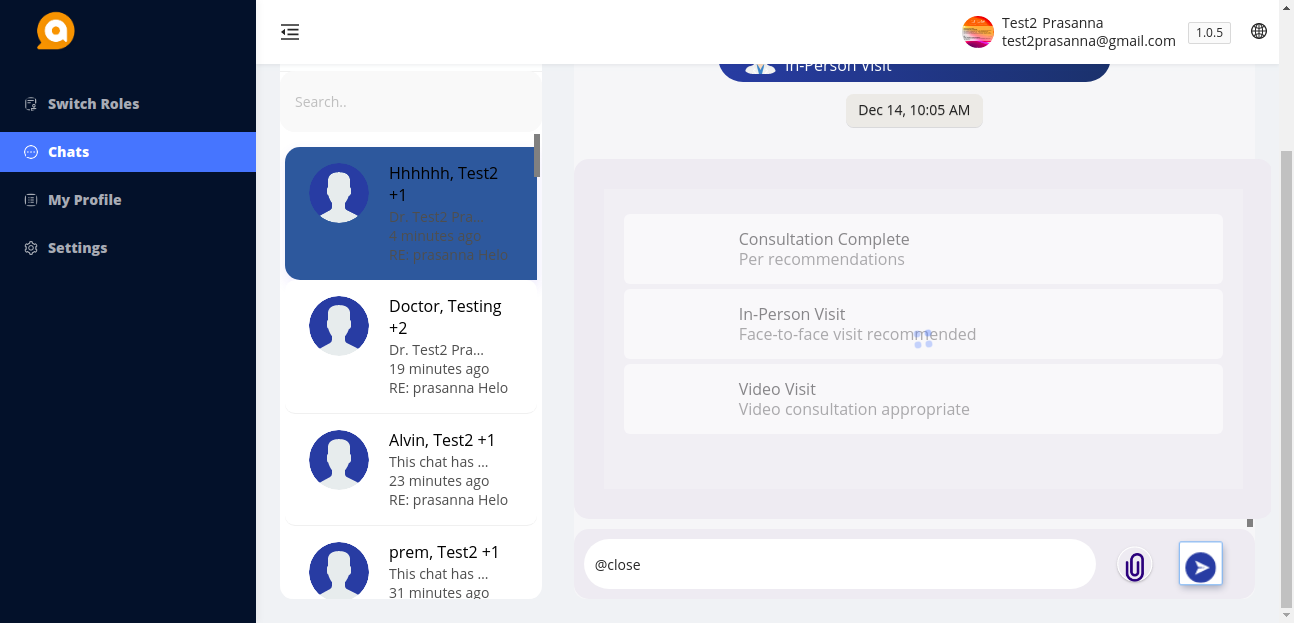 Test2 Prasanna
test2prasanna@gmail.com
1.0.5
Switch Roles
Chats
My Profile
Settings
Search..
Hhhhhh, Test2
+1
Dr. Test2 Pra...
4 minutes ago
RE: prasanna Helo
Doctor, Testing
+2
Dr. Test2 Pra...
19 minutes ago
RE: prasanna Helo
Alvin, Test2 +1
This chat has ...
23 minutes ago
RE: prasanna Helo
prem, Test2 +1
This chat has ...
31 minutes ago
In-Person Visit
Dec 14, 10:05 AM
Consultation Complete
Per recommendations
In-Person Visit
Face-to-face visit recommended
Video Visit
Video consultation appropriate
@close